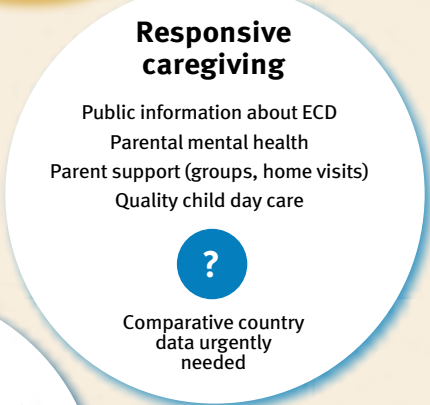 Responsive
caregiving
Public information about ECD
Parental mental health
Parent support (groups, home visits)
Quality child day care
?
Comparative country
data urgently
needed